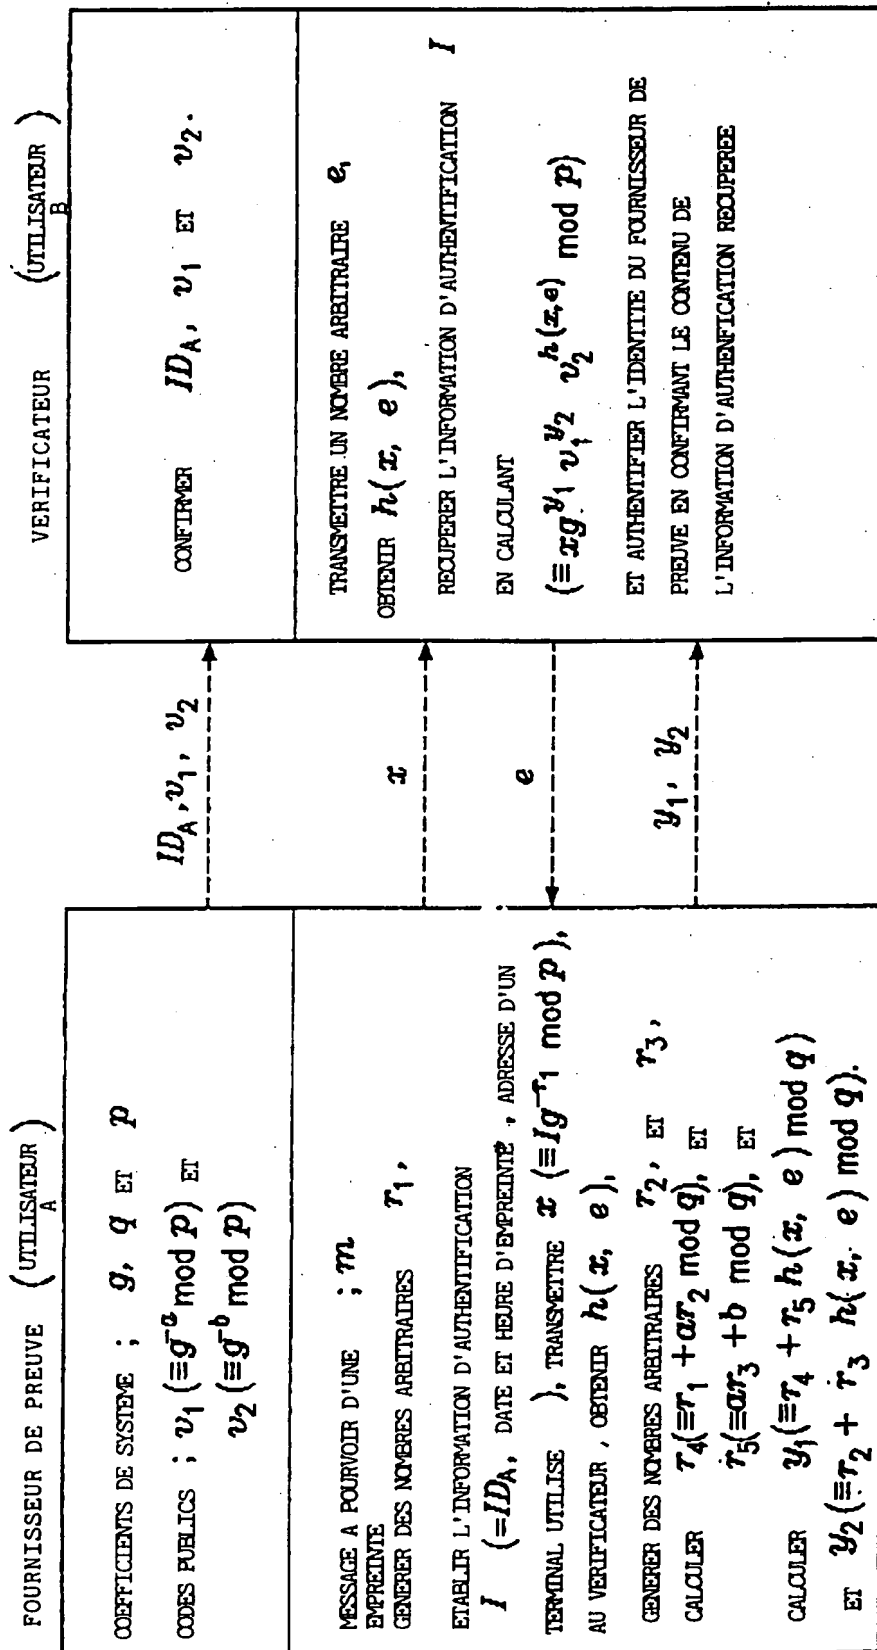 FOURNISSEUR DE PREUVE (UTILISATEUR A)
COEFFICIENTS DE SYSTEME ; g, q ET p
CODES PUBLICS ; v₁ (≡g⁻ᵃ mod p) ET
v₂ (≡g⁻ᵇ mod p)
MESSAGE A POURVOIR D'UNE ; m
EMPREINTE
GENERER DES NOMBRES ARBITRAIRES r₁,
ETABLIR L'INFORMATION D'AUTHENTIFICATION
I (=ID_A, DATE ET HEURE D'EMPREINTE, ADRESSE D'UN
TERMINAL UTILISE ), TRANSMETTRE x (≡Ig^-r₁ mod p),
AU VERIFICATEUR, OBTENIR h(x, e),
GENERER DES NOMBRES ARBITRAIRES r₂, ET r₃,
CALCULER r₄(≡r₁ +ar₂ mod q), ET
r₅(≡ar₃ +b mod q), ET
CALCULER y₁(≡r₄ + r₅ h(x, e) mod q)
ET y₂(≡r₂ + r₃ h(x, e) mod q).
ID_A, v₁, v₂
x
e
y₁, y₂
VERIFICATEUR (UTILISATEUR B)
CONFIRMER ID_A, v₁ ET v₂.
TRANSMETTRE UN NOMBRE ARBITRAIRE e,
OBTENIR h(x, e),
RECUPERER L'INFORMATION D'AUTHENTIFICATION I
EN CALCULANT
(≡xg^y₁ v₁^y₂ v₂^h(x,e) mod p)
ET AUTHENTIFIER L'IDENTITE DU FOURNISSEUR DE
PREUVE EN CONFIRMANT LE CONTENU DE
L'INFORMATION D'AUTHENFICATION RECUPEREE